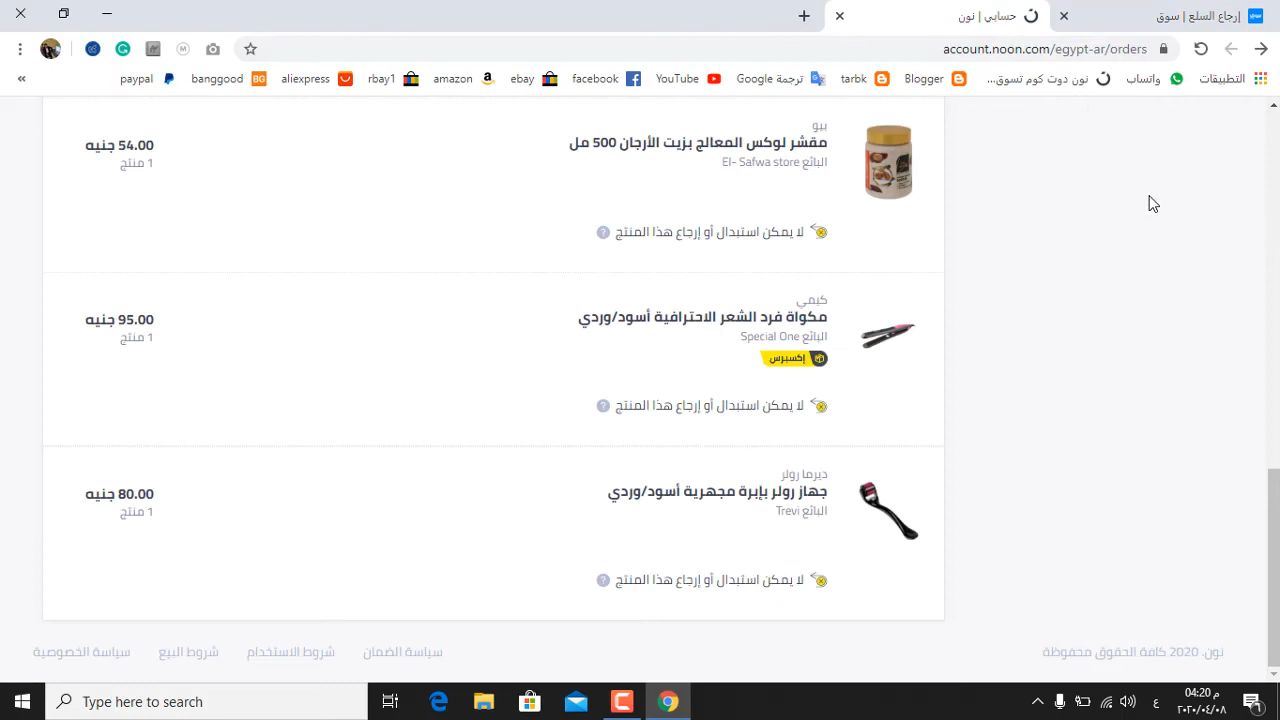 إرجاع السلع | سوق
حسابي | نون
account.noon.com/egypt-ar/orders
التطبيقات
واتساب
نون دوت كوم تسوق...
Blogger
tarbk
ترجمة Google
YouTube
facebook
ebay
amazon
rbay1
aliexpress
banggood
paypal
بيو
مقشر لوكس المعالج بزيت الأرجان 500 مل
البائع El- Safwa store
54.00 جنيه
1 منتج
لا يمكن استبدال أو إرجاع هذا المنتج ?
كيمي
مكواة فرد الشعر الاحترافية أسود/وردي
البائع Special One
إكسبرس
95.00 جنيه
1 منتج
لا يمكن استبدال أو إرجاع هذا المنتج ?
ديرما رولر
جهاز رولر بإبرة مجهرية أسود/وردي
البائع Trevi
80.00 جنيه
1 منتج
لا يمكن استبدال أو إرجاع هذا المنتج ?
نون. 2020 كافة الحقوق محفوظة
سياسة الضمان
شروط الاستخدام
شروط البيع
سياسة الخصوصية
Type here to search
ع
04:20 م
٢٠٢٠/٠٤/٠٨